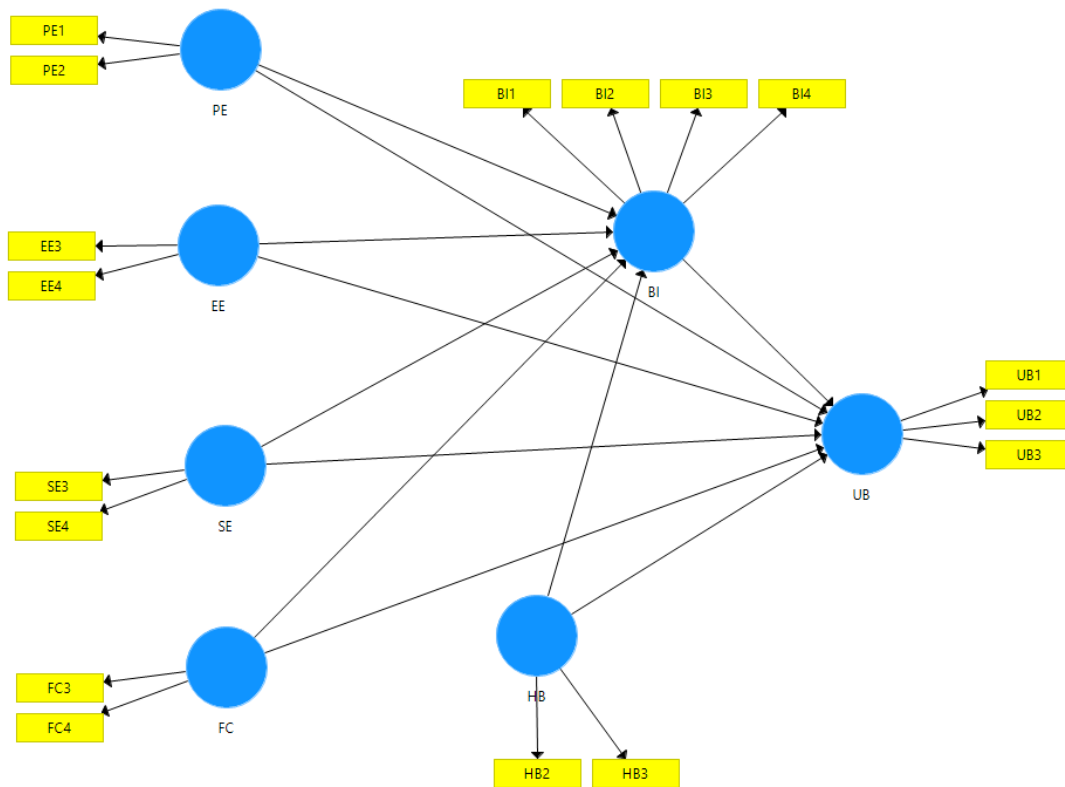 PE1
PE2
PE
BI1 BI2 BI3 BI4
BI
EE3
EE4
EE
UB1
UB2
UB3
UB
SE3
SE4
SE
FC3
FC4
FC
HB
HB2 HB3